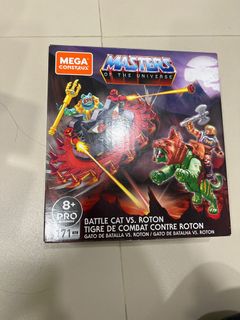 MEGA
CONSTRUX
MASTERS
OF THE UNIVERSE
8+
PRO
BATTLE CAT VS. ROTON
TIGRE DE COMBAT CONTRE ROTON
GATO DE BATALLA VS. ROTON / GATO DE BATALHA VS. ROTON